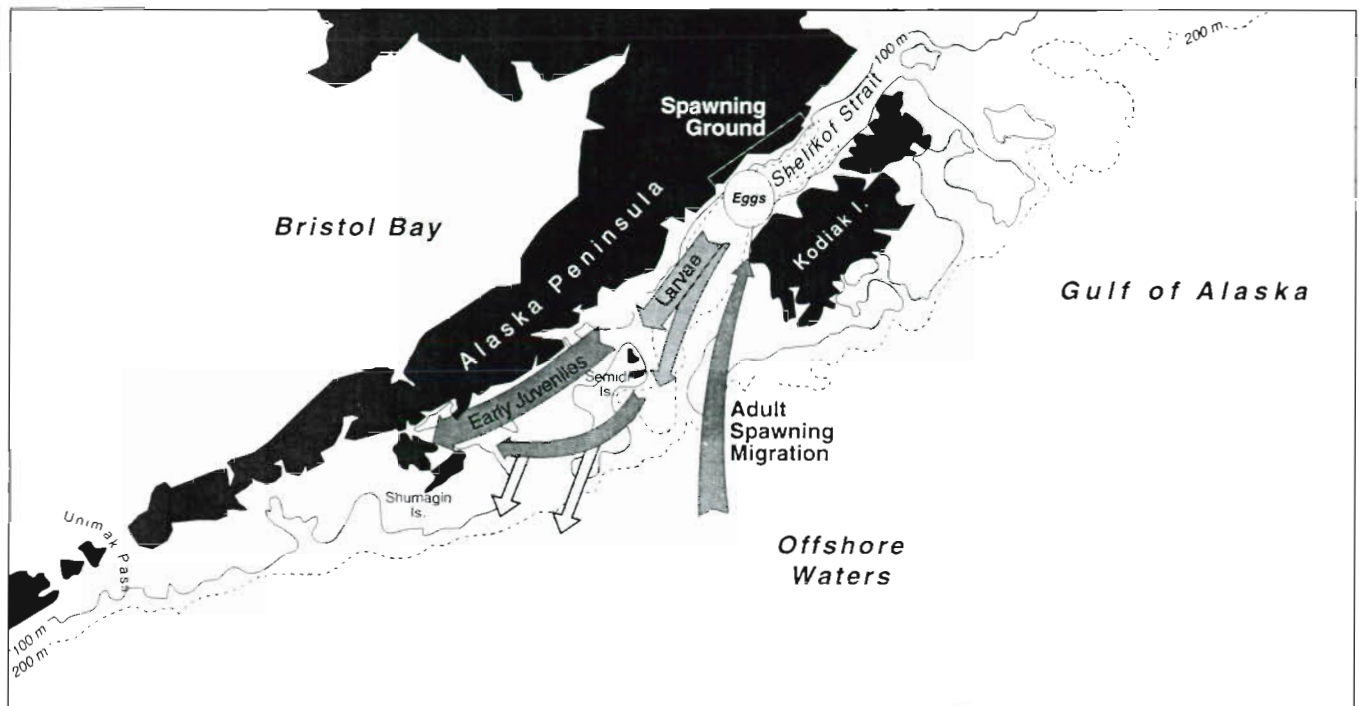 200 m
100 m
Spawning
Ground
Shelikof Strait
Eggs
Bristol Bay
Alaska Peninsula
Kodiak I.
Larvae
Gulf of Alaska
Semidi
Is.
Early Juveniles
Adult
Spawning
Migration
Shumagin
Is.
Unimak Pass
Offshore
Waters
100 m
200 m